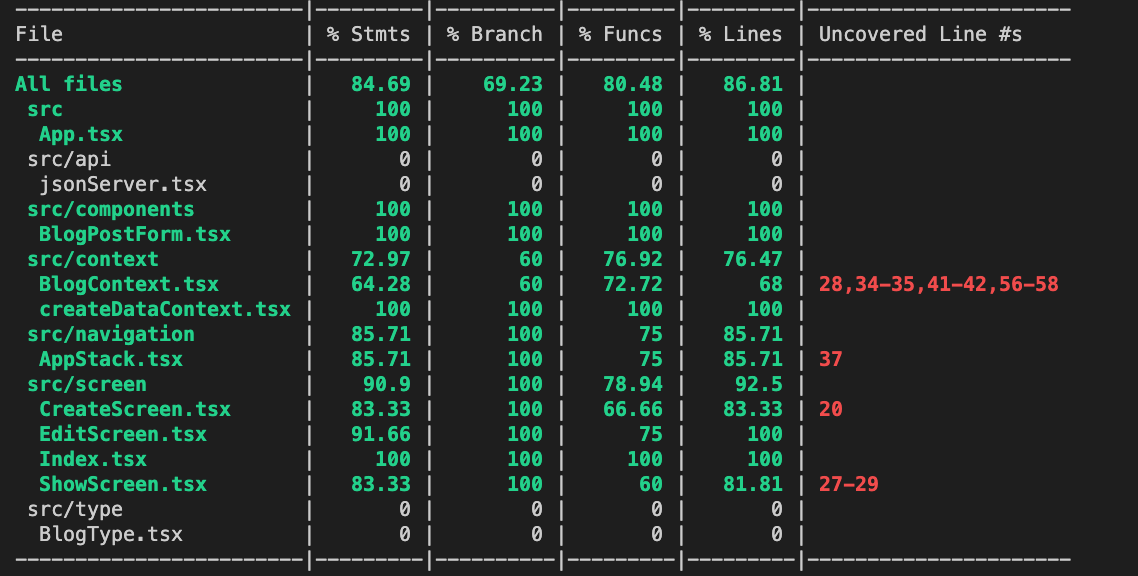 File | % Stmts | % Branch | % Funcs | % Lines | Uncovered Line #s
All files | 84.69 | 69.23 | 80.48 | 86.81 |
src | 100 | 100 | 100 | 100 |
App.tsx | 100 | 100 | 100 | 100 |
src/api | 0 | 0 | 0 | 0 |
jsonServer.tsx | 0 | 0 | 0 | 0 |
src/components | 100 | 100 | 100 | 100 |
BlogPostForm.tsx | 100 | 100 | 100 | 100 |
src/context | 72.97 | 60 | 76.92 | 76.47 |
BlogContext.tsx | 64.28 | 60 | 72.72 | 68 | 28,34-35,41-42,56-58
createDataContext.tsx | 100 | 100 | 100 | 100 |
src/navigation | 85.71 | 100 | 75 | 85.71 |
AppStack.tsx | 85.71 | 100 | 75 | 85.71 | 37
src/screen | 90.9 | 100 | 78.94 | 92.5 |
CreateScreen.tsx | 83.33 | 100 | 66.66 | 83.33 | 20
EditScreen.tsx | 91.66 | 100 | 75 | 100 |
Index.tsx | 100 | 100 | 100 | 100 |
ShowScreen.tsx | 83.33 | 100 | 60 | 81.81 | 27-29
src/type | 0 | 0 | 0 | 0 |
BlogType.tsx | 0 | 0 | 0 | 0 |